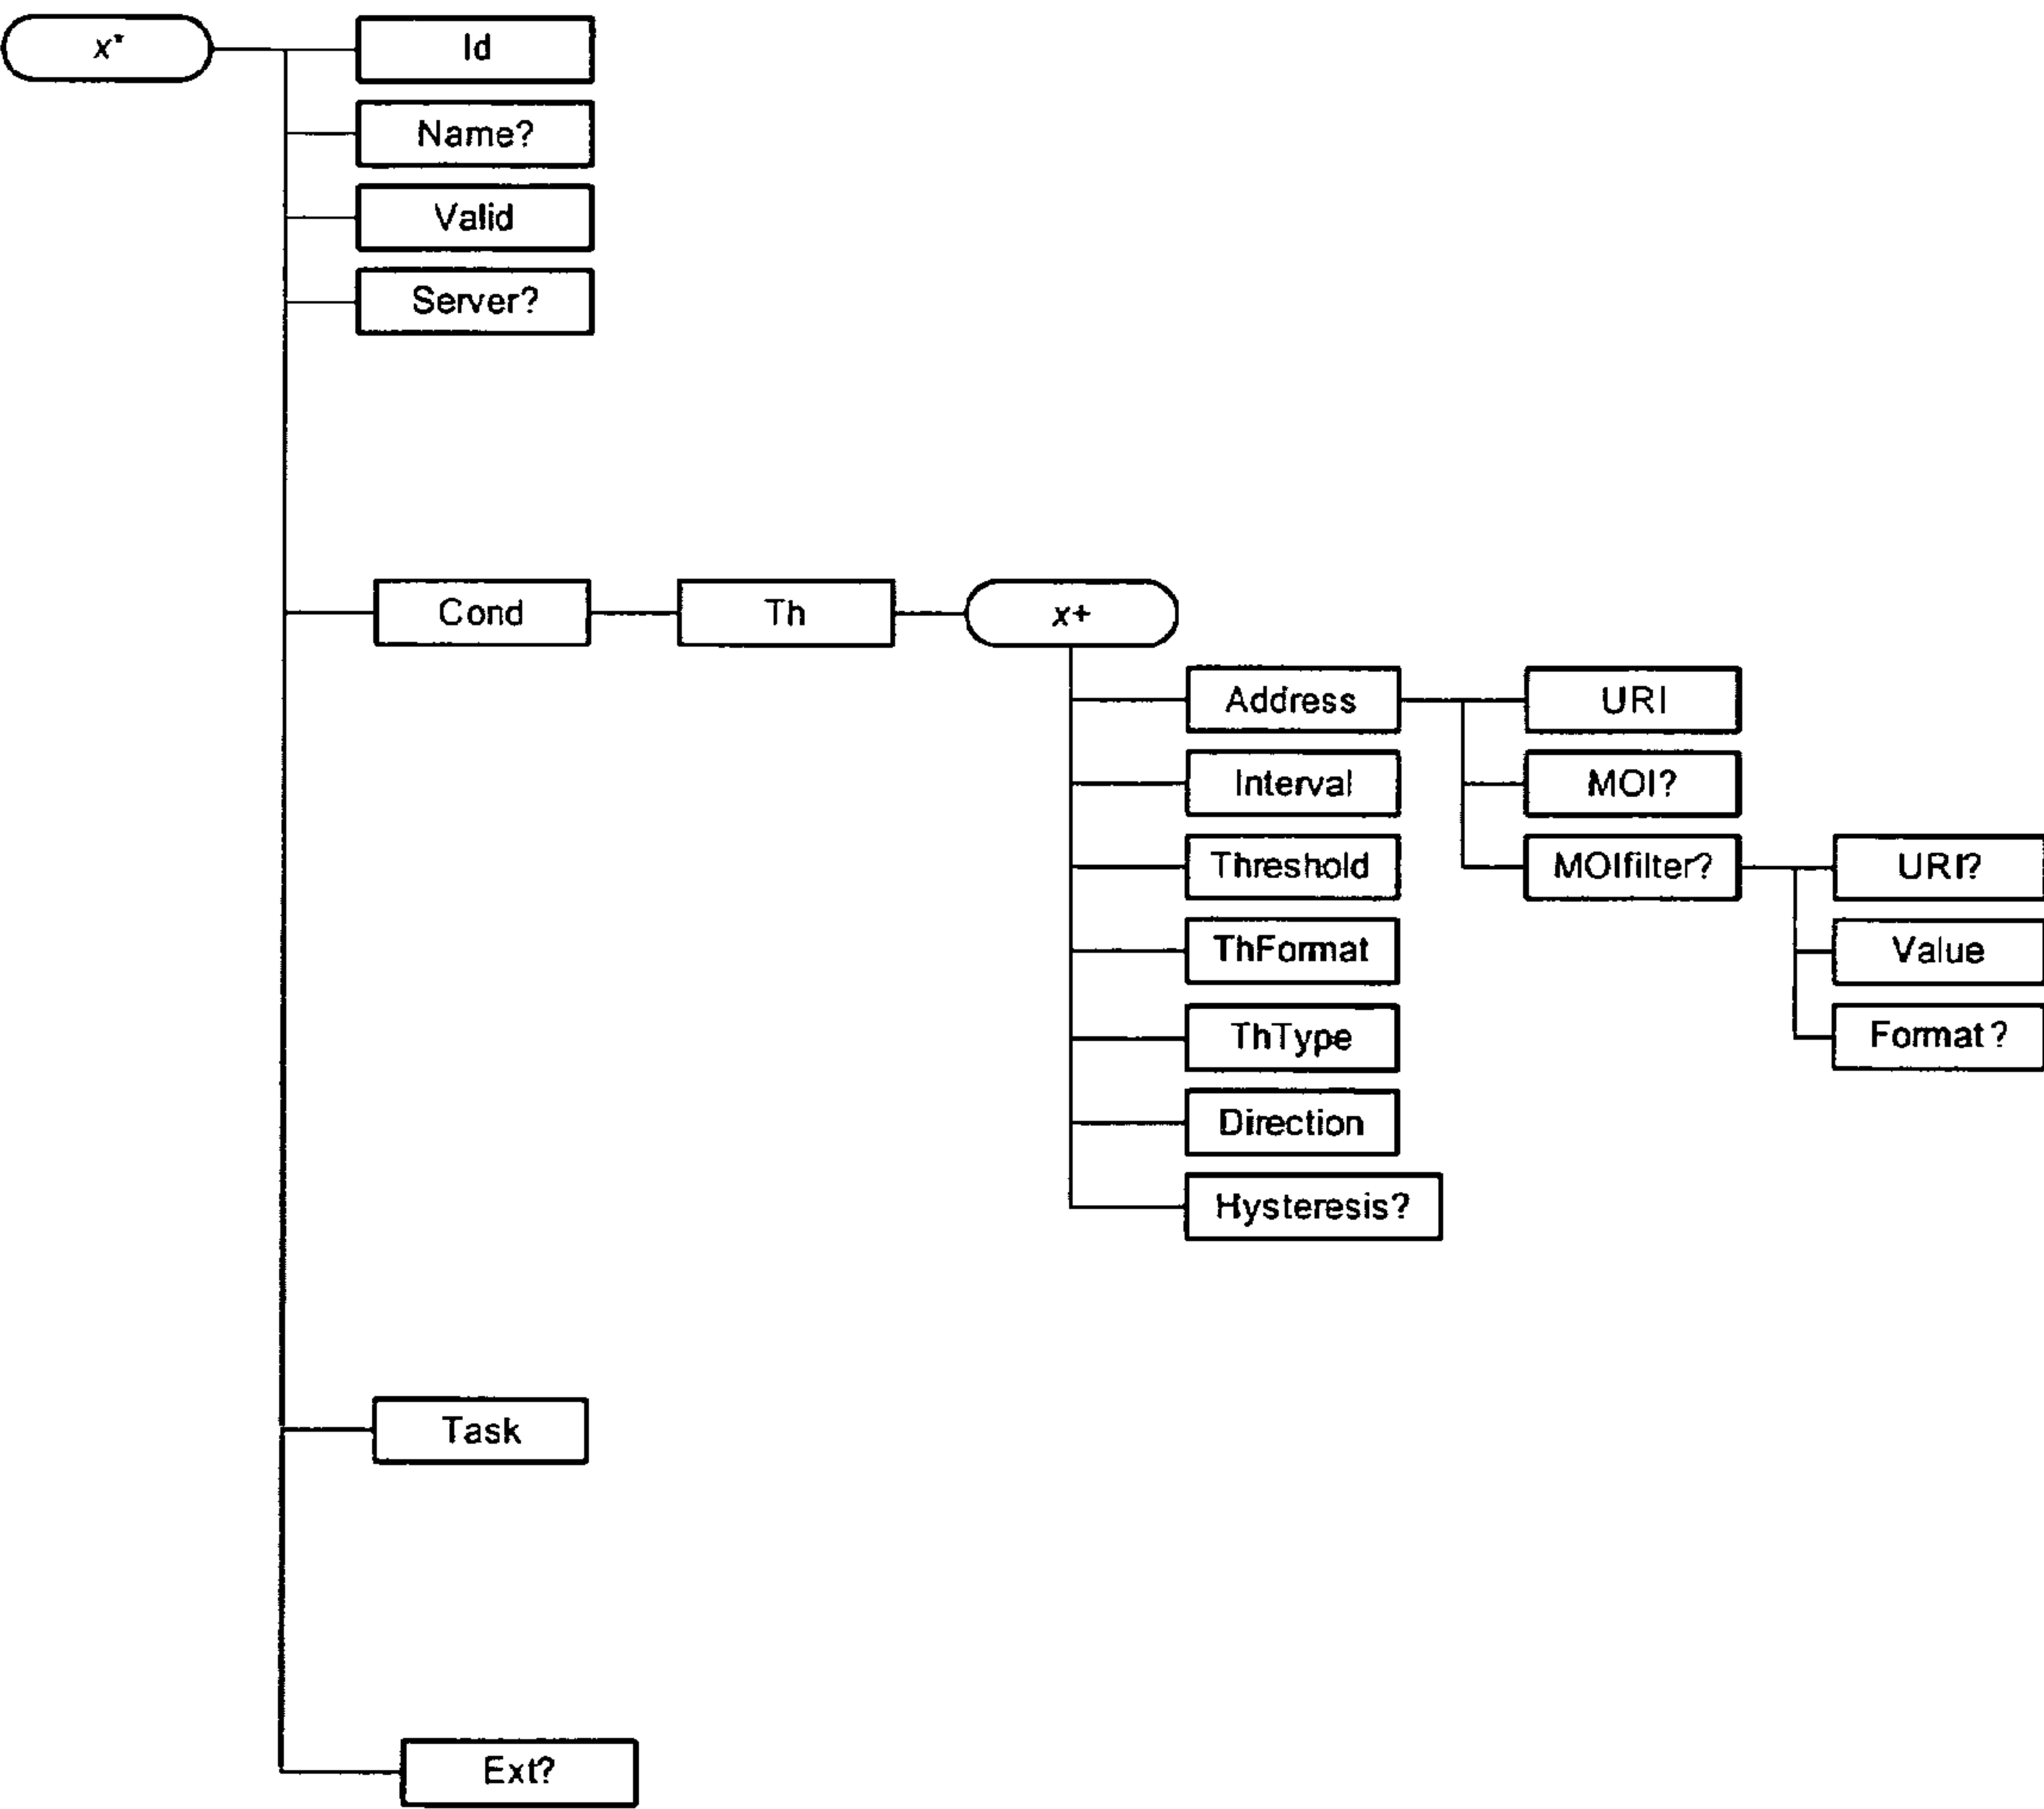 x*
Id
Name?
Valid
Server?
Cond
Th
x+
Address
URI
Interval
MOI?
Threshold
MOIfilter?
URI?
ThFormat
Value
ThType
Format?
Direction
Hysteresis?
Task
Ext?